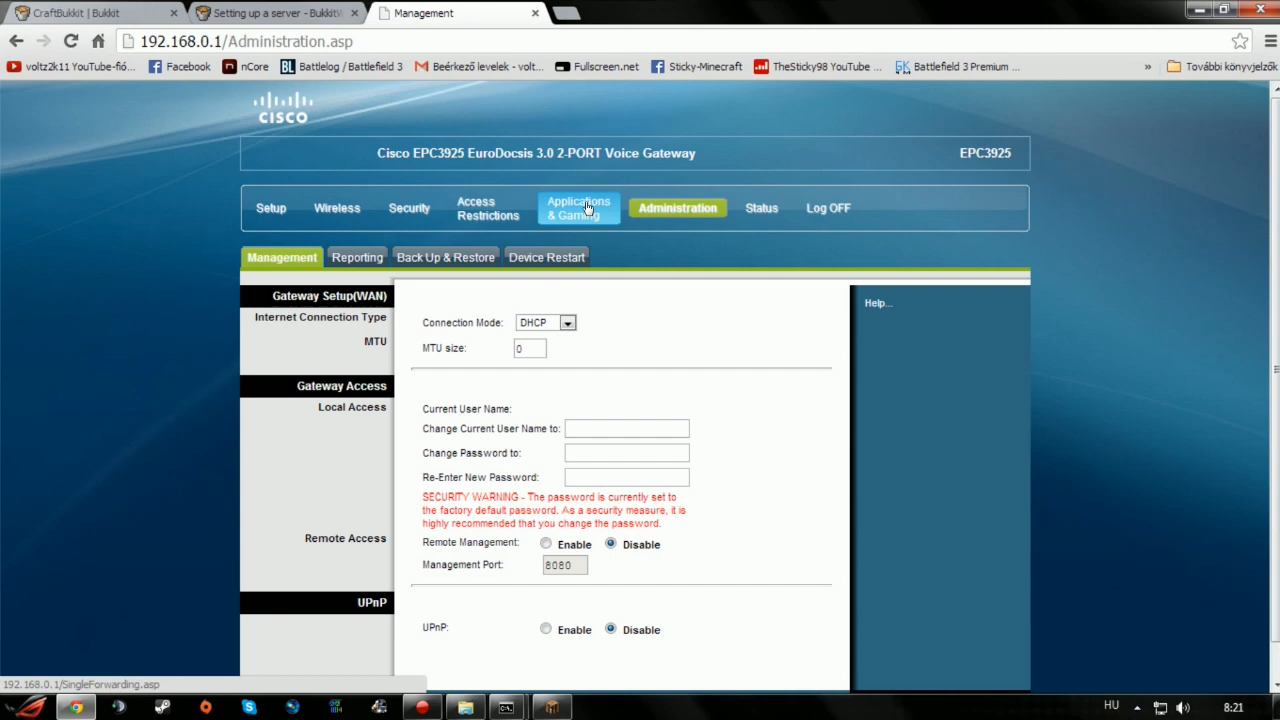 CraftBukkit | Bukkit
Setting up a server - BukkitW
Management
192.168.0.1/Administration.asp
voltz2k11 YouTube-fió...
Facebook
nCore
Battlelog / Battlefield 3
Beérkező levelek - volt...
Fullscreen.net
Sticky-Minecraft
TheSticky98 YouTube ...
Battlefield 3 Premium ...
»
További könyvjelzők
CISCO
Cisco EPC3925 EuroDocsis 3.0 2-PORT Voice Gateway
EPC3925
Setup
Wireless
Security
Access
Restrictions
Applications
& Gaming
Administration
Status
Log OFF
Management
Reporting
Back Up & Restore
Device Restart
Gateway Setup(WAN)
Internet Connection Type
Connection Mode: DHCP
MTU
MTU size: 0
Help...
Gateway Access
Local Access
Current User Name:
Change Current User Name to:
Change Password to:
Re-Enter New Password:
SECURITY WARNING - The password is currently set to
the factory default password. As a security measure, it is
highly recommended that you change the password.
Remote Access
Remote Management: Enable Disable
Management Port: 8080
UPnP
UPnP: Enable Disable
192.168.0.1/SingleForwarding.asp
HU
8:21